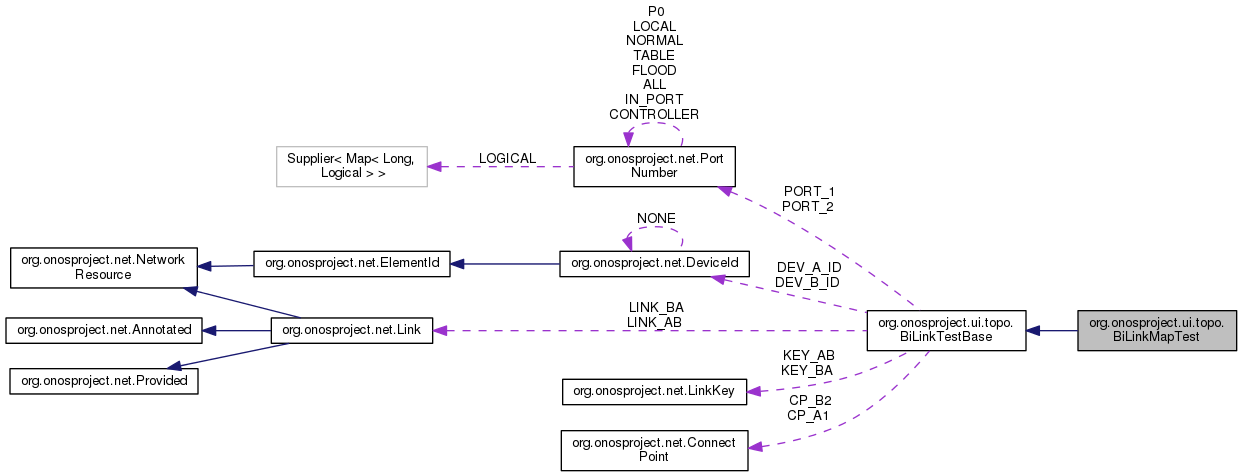 P0
LOCAL
NORMAL
TABLE
FLOOD
ALL
IN_PORT
CONTROLLER
Supplier< Map< Long,
Logical > >
LOGICAL
org.onosproject.net.Port
Number
PORT_1
PORT_2
NONE
org.onosproject.net.Network
Resource
org.onosproject.net.ElementId
org.onosproject.net.DeviceId
DEV_A_ID
DEV_B_ID
org.onosproject.net.Annotated
org.onosproject.net.Link
LINK_BA
LINK_AB
org.onosproject.ui.topo.
BiLinkTestBase
org.onosproject.ui.topo.
BiLinkMapTest
org.onosproject.net.Provided
KEY_AB
KEY_BA
org.onosproject.net.LinkKey
CP_B2
CP_A1
org.onosproject.net.Connect
Point